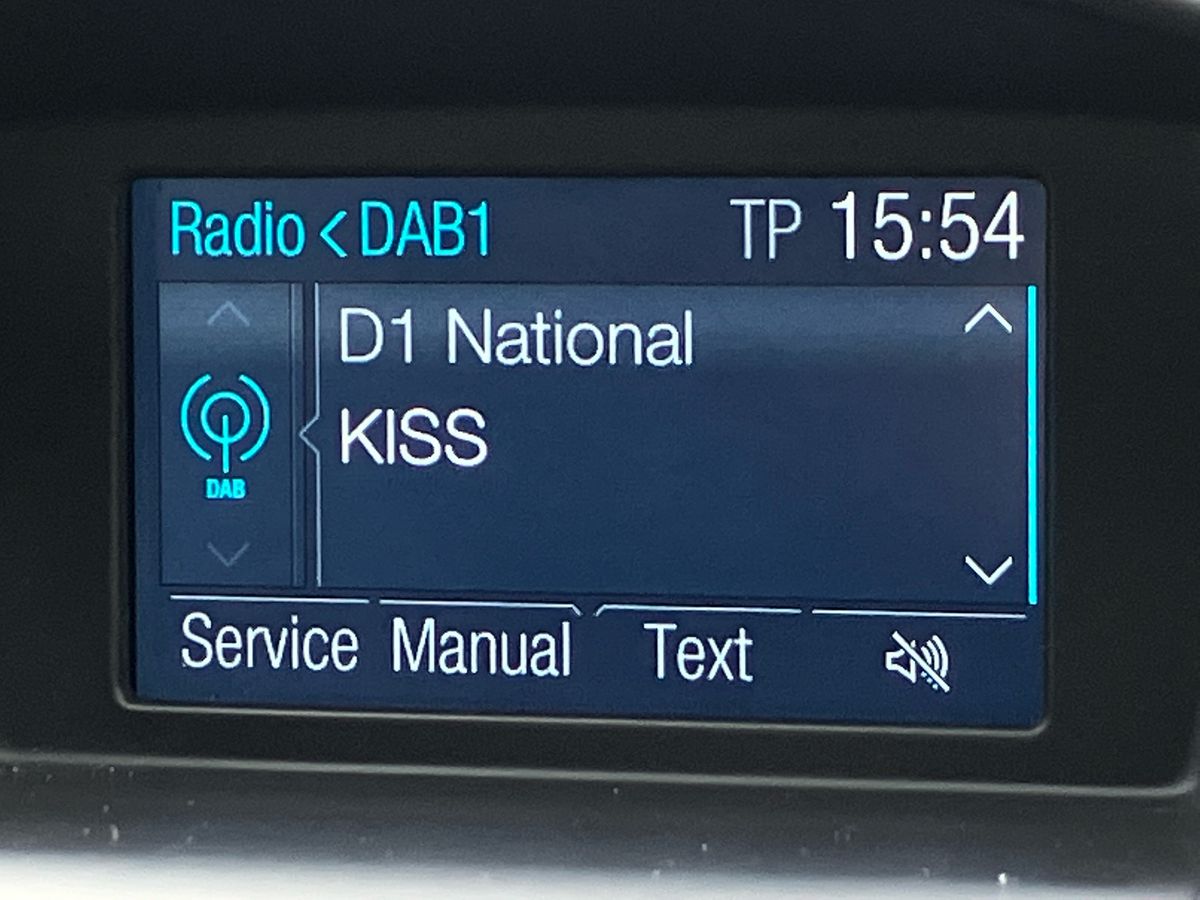 Radio < DAB1 TP 15:54
D1 National
KISS
DAB
Service Manual Text